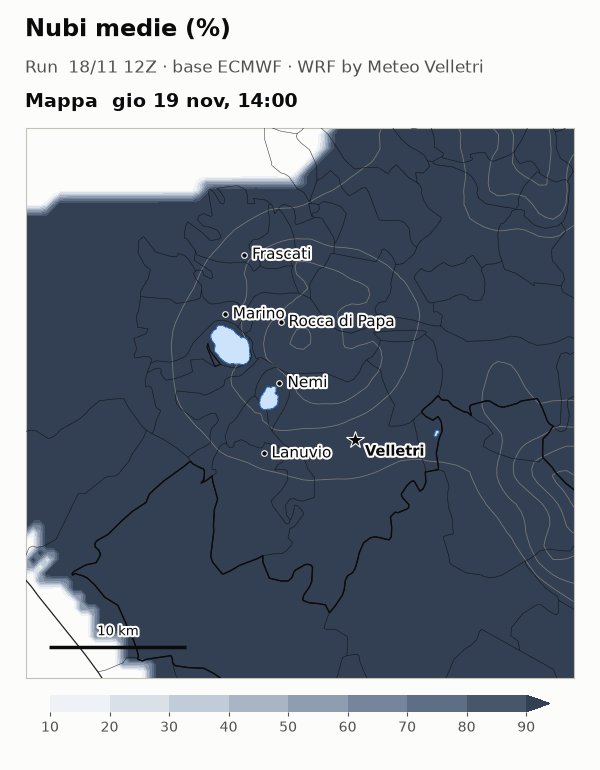 Nubi medie (%)
Run  18/11 12Z · base ECMWF · WRF by Meteo Velletri
Mappa  gio 19 nov, 14:00
Frascati
Marino
Rocca di Papa
Nemi
Velletri
Lanuvio
10 km
10 20 30 40 50 60 70 80 90